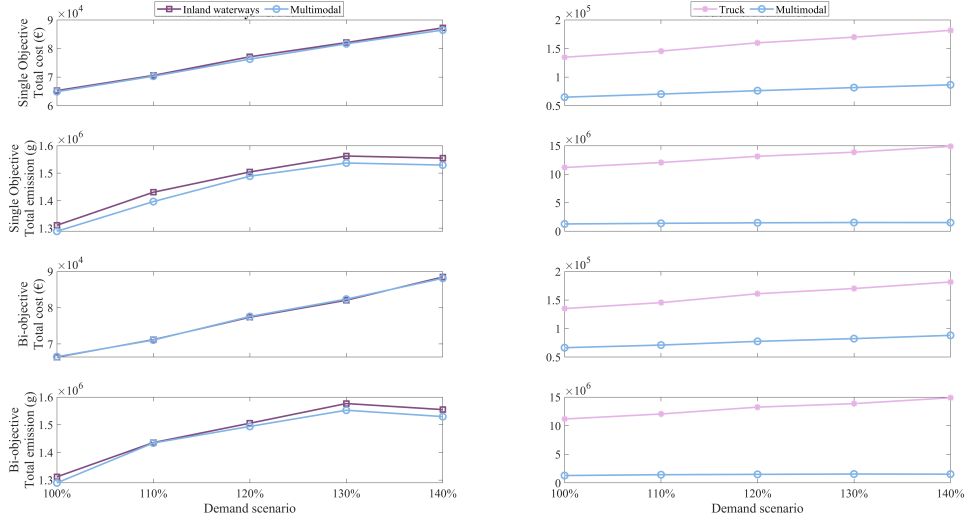 Inland waterways Multimodal
Truck Multimodal
Single Objective
Total cost (€)
×10^4
9
8
7
6
×10^5
2
1.5
1
0.5
Single Objective
Total emission (g)
×10^6
1.6
1.5
1.4
1.3
×10^6
15
10
5
0
Bi-objective
Total cost (€)
×10^4
9
8
7
×10^5
2
1.5
1
0.5
Bi-objective
Total emission (g)
×10^6
1.6
1.5
1.4
1.3
100% 110% 120% 130% 140%
Demand scenario
×10^6
15
10
5
0
100% 110% 120% 130% 140%
Demand scenario